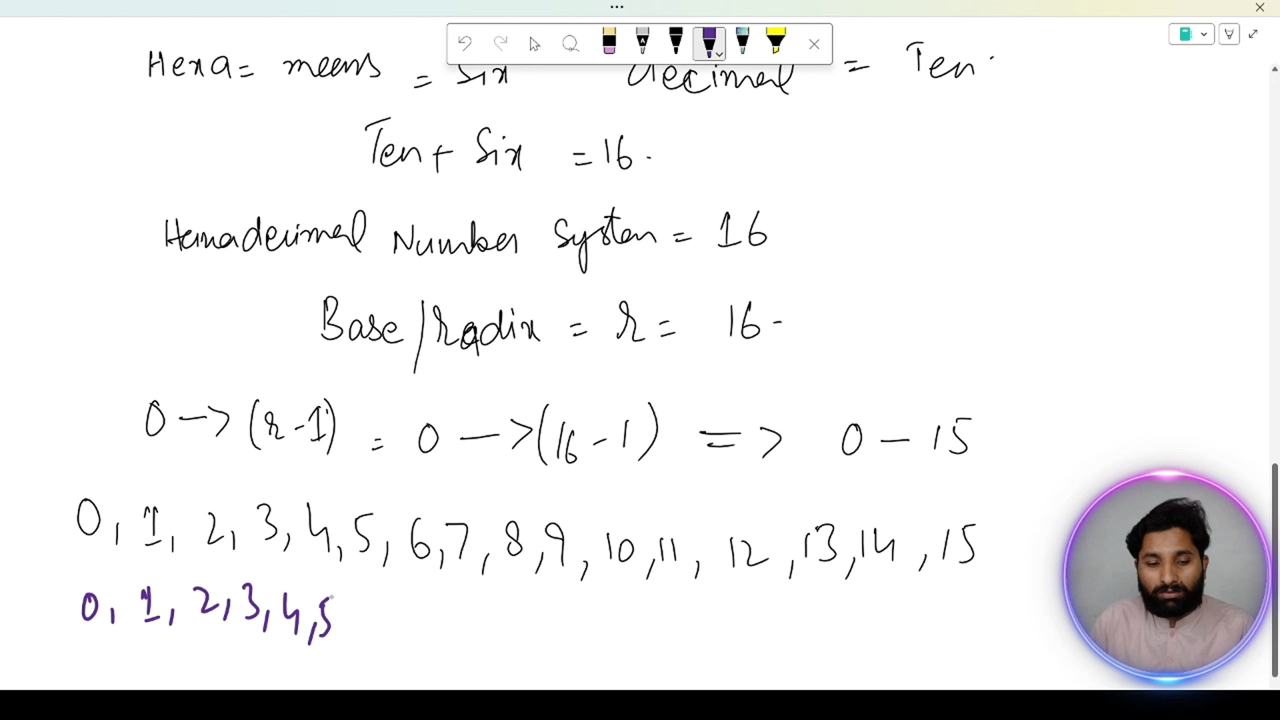 Hexa = means = Six decimal = Ten.
Ten + Six = 16.
Hexadecimal Number System = 16
Base/Radix = r = 16 -
0 -> (r-1) = 0 -> (16-1) => 0 - 15
0, 1, 2, 3, 4, 5, 6, 7, 8, 9, 10, 11, 12, 13, 14, 15
0, 1, 2, 3, 4, 5